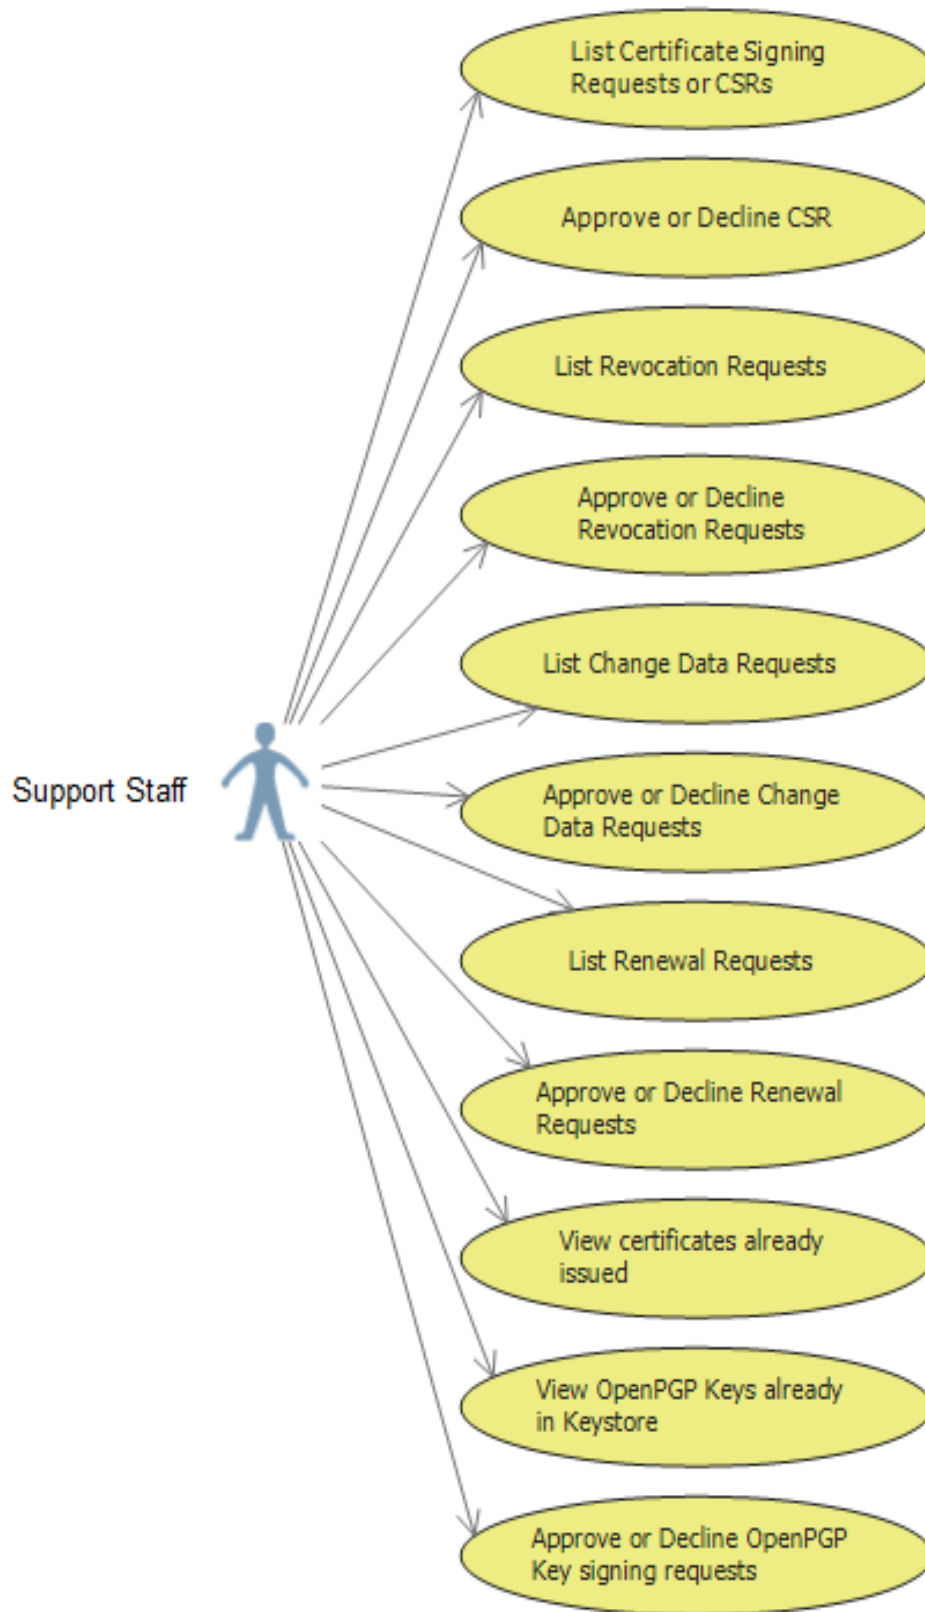 List Certificate Signing
Requests or CSRs
Approve or Decline CSR
List Revocation Requests
Approve or Decline
Revocation Requests
List Change Data Requests
Support Staff
Approve or Decline Change
Data Requests
List Renewal Requests
Approve or Decline Renewal
Requests
View certificates already
issued
View OpenPGP Keys already
in Keystore
Approve or Decline OpenPGP
Key signing requests